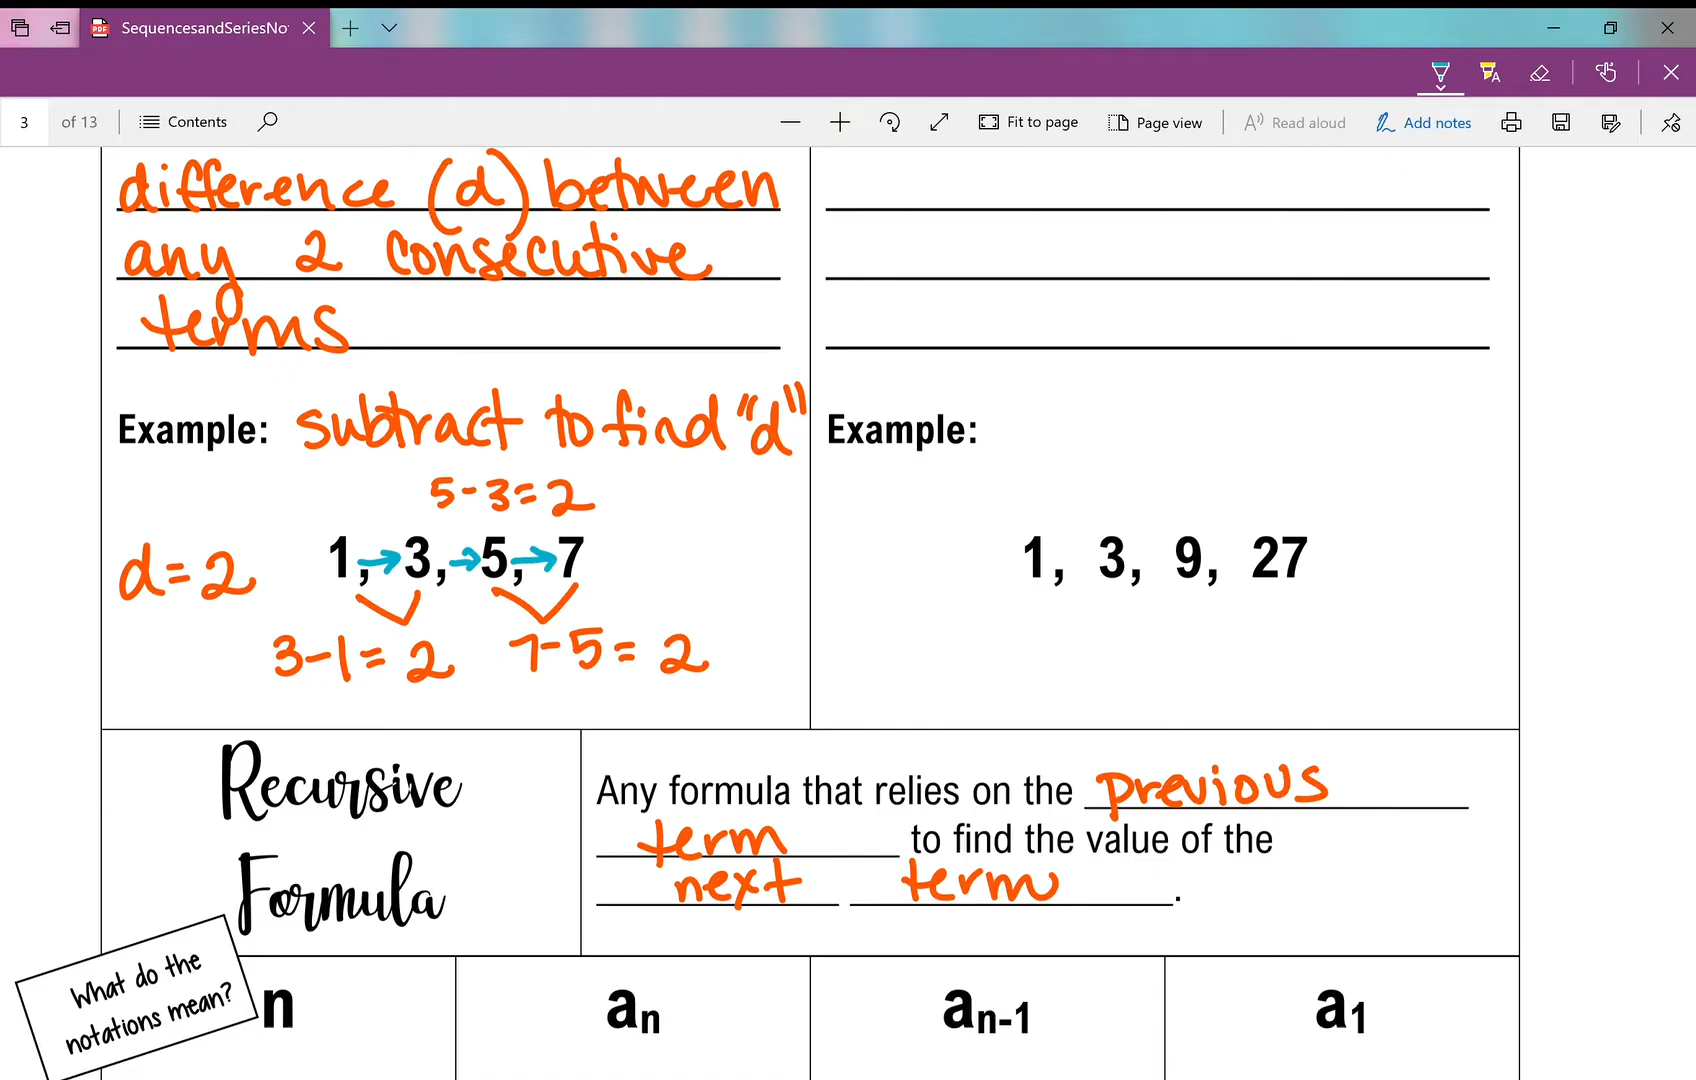 SequencesandSeriesNo
3 of 13 Contents Fit to page Page view Read aloud Add notes
difference (d) between
any 2 consecutive
terms
Example: subtract to find "d"
5-3=2
d=2 1, 3, 5, 7
3-1=2 7-5=2
Example:
1, 3, 9, 27
Recursive
Formula
Any formula that relies on the previous
term to find the value of the
next term.
What do the
notations mean?
n an an-1 a1